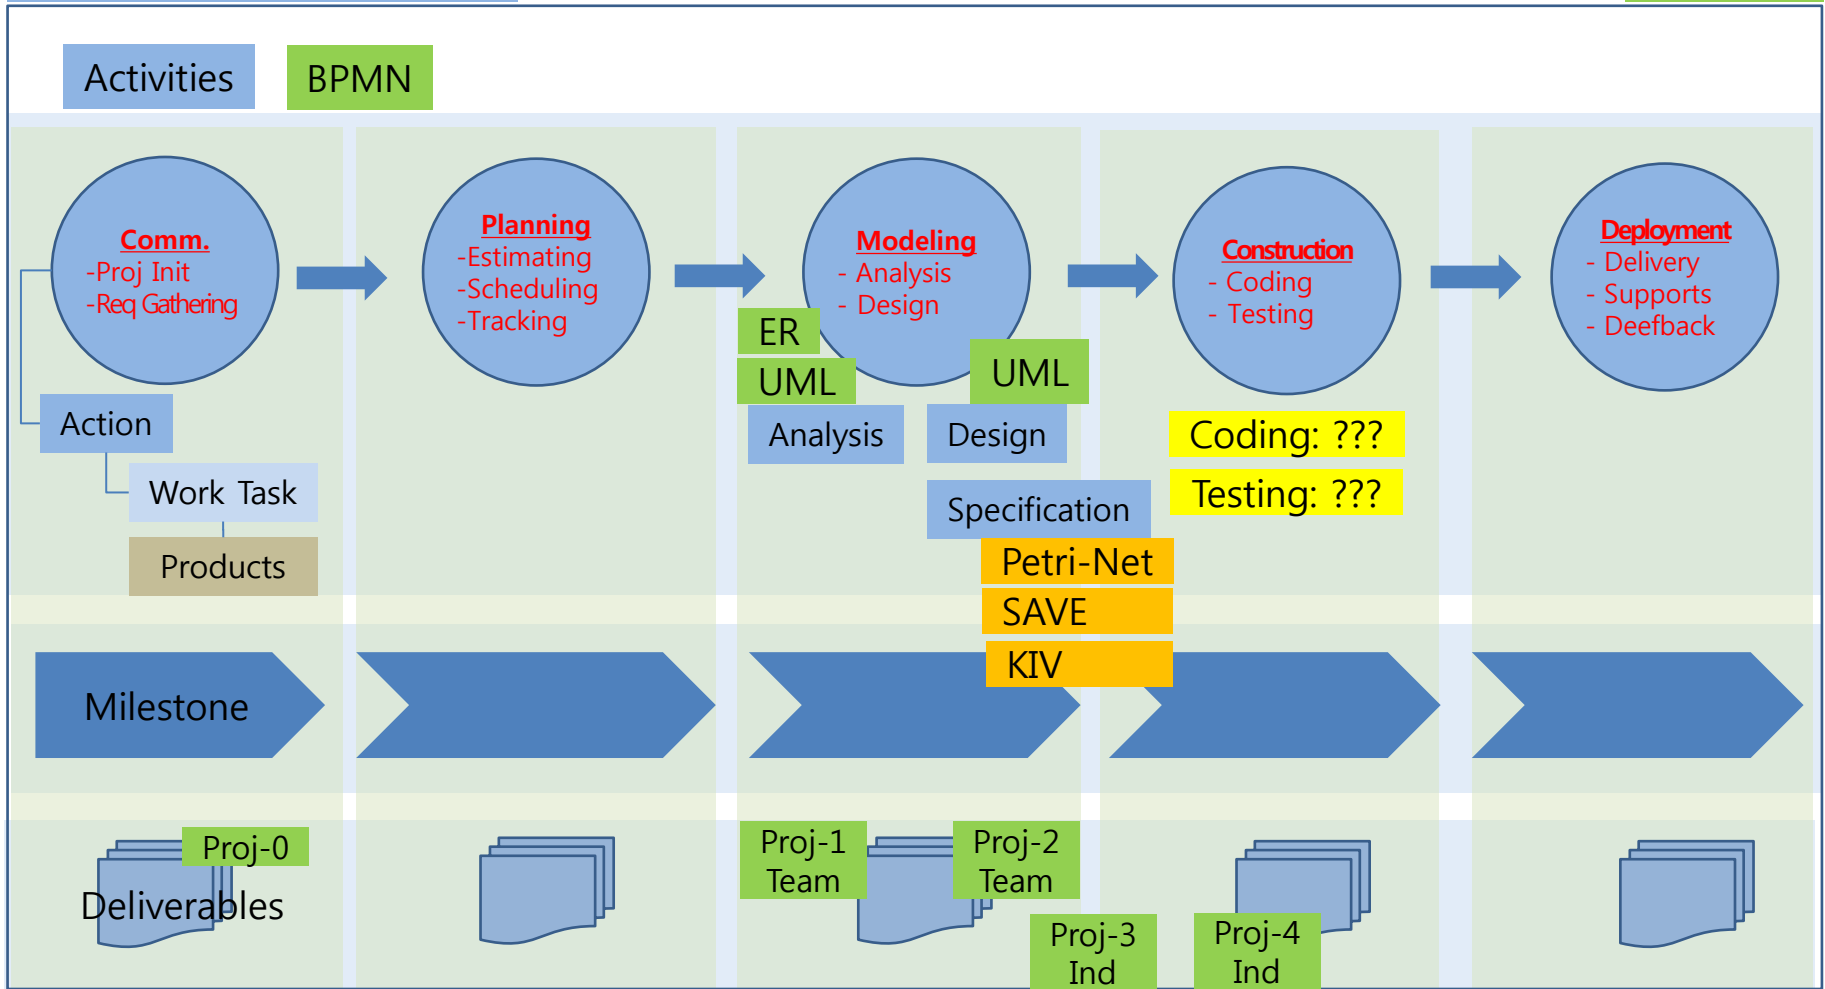 Activities
BPMN
Comm.
-Proj Init
-Req Gathering
Planning
-Estimating
-Scheduling
-Tracking
Modeling
- Analysis
- Design
Construction
- Coding
- Testing
Deployment
- Delivery
- Supports
- Deefback
ER
UML
UML
Action
Analysis
Design
Coding: ???
Work Task
Testing: ???
Specification
Products
Petri-Net
SAVE
KIV
Milestone
Proj-0
Deliverables
Proj-1
Team
Proj-2
Team
Proj-3
Ind
Proj-4
Ind